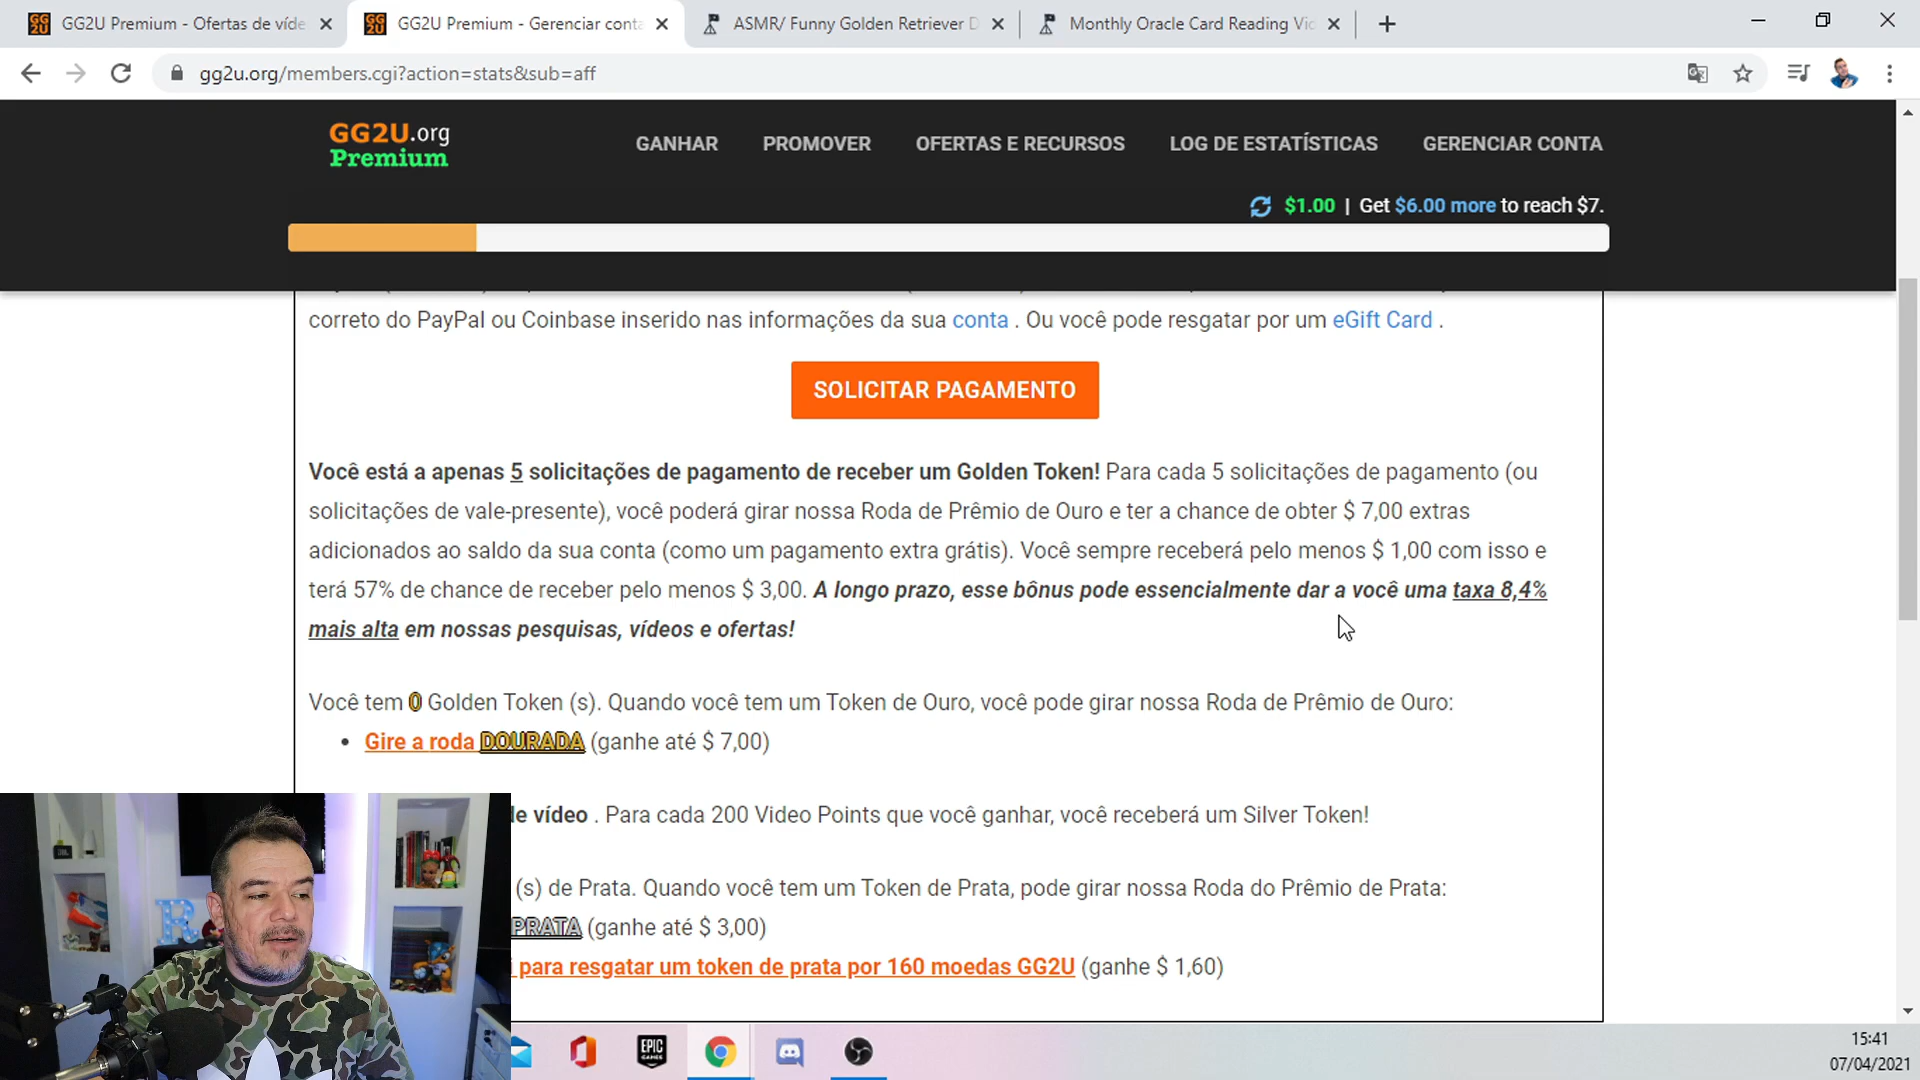 GG2U Premium - Ofertas de víde
GG2U Premium - Gerenciar conta
ASMR/ Funny Golden Retriever D
Monthly Oracle Card Reading Vid
gg2u.org/members.cgi?action=stats&sub=aff
GG2U.org
Premium
GANHAR
PROMOVER
OFERTAS E RECURSOS
LOG DE ESTATÍSTICAS
GERENCIAR CONTA
$1.00 | Get $6.00 more to reach $7.
correto do PayPal ou Coinbase inserido nas informações da sua conta . Ou você pode resgatar por um eGift Card .
SOLICITAR PAGAMENTO
Você está a apenas 5 solicitações de pagamento de receber um Golden Token! Para cada 5 solicitações de pagamento (ou
solicitações de vale-presente), você poderá girar nossa Roda de Prêmio de Ouro e ter a chance de obter $ 7,00 extras
adicionados ao saldo da sua conta (como um pagamento extra grátis). Você sempre receberá pelo menos $ 1,00 com isso e
terá 57% de chance de receber pelo menos $ 3,00. A longo prazo, esse bônus pode essencialmente dar a você uma taxa 8,4%
mais alta em nossas pesquisas, vídeos e ofertas!
Você tem 0 Golden Token (s). Quando você tem um Token de Ouro, você pode girar nossa Roda de Prêmio de Ouro:
• Gire a roda DOURADA (ganhe até $ 7,00)
de vídeo . Para cada 200 Video Points que você ganhar, você receberá um Silver Token!
(s) de Prata. Quando você tem um Token de Prata, pode girar nossa Roda do Prêmio de Prata:
PRATA (ganhe até $ 3,00)
para resgatar um token de prata por 160 moedas GG2U (ganhe $ 1,60)
R
EPIC
GAMES
15:41
07/04/2021